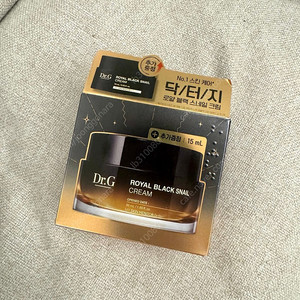 추가
증정
Dr.G
ROYAL BLACK SNAIL
CREAM
No.1 스킨 케어*
닥/터/지
로얄 블랙 스네일 크림
+ 추가증정 15 mL
Dr.G
ROYAL BLACK SNAIL
CREAM